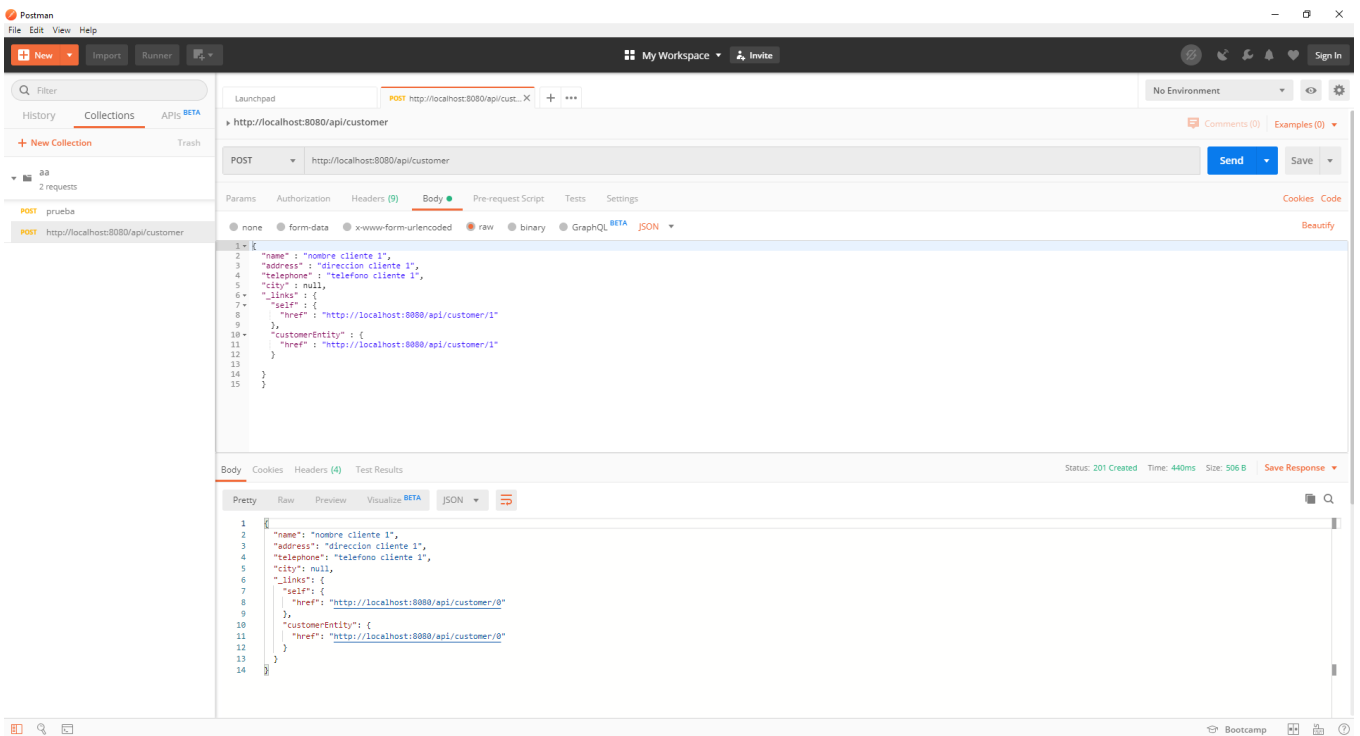 Postman
File Edit View Help
New Import Runner My Workspace Invite Sign In
Filter
History Collections APIs BETA
+ New Collection Trash
aa
2 requests
POST prueba
POST http://localhost:8080/api/customer
Launchpad POST http://localhost:8080/api/cust... No Environment
http://localhost:8080/api/customer Comments (0) Examples (0)
POST http://localhost:8080/api/customer Send Save
Params Authorization Headers (9) Body Pre-request Script Tests Settings Cookies Code
none form-data x-www-form-urlencoded raw binary GraphQL BETA JSON Beautify
1 {
2 "name" : "nombre cliente 1",
3 "address" : "direccion cliente 1",
4 "telephone" : "telefono cliente 1",
5 "city" : null,
6 "_links" : {
7 "self" : {
8 "href" : "http://localhost:8080/api/customer/1"
9 },
10 "customerEntity" : {
11 "href" : "http://localhost:8080/api/customer/1"
12 }
13
14 }
15 }
Body Cookies Headers (4) Test Results Status: 201 Created Time: 440ms Size: 506 B Save Response
Pretty Raw Preview Visualize BETA JSON
1 {
2 "name": "nombre cliente 1",
3 "address": "direccion cliente 1",
4 "telephone": "telefono cliente 1",
5 "city": null,
6 "_links": {
7 "self": {
8 "href": "http://localhost:8080/api/customer/0"
9 },
10 "customerEntity": {
11 "href": "http://localhost:8080/api/customer/0"
12 }
13 }
14 }
Bootcamp